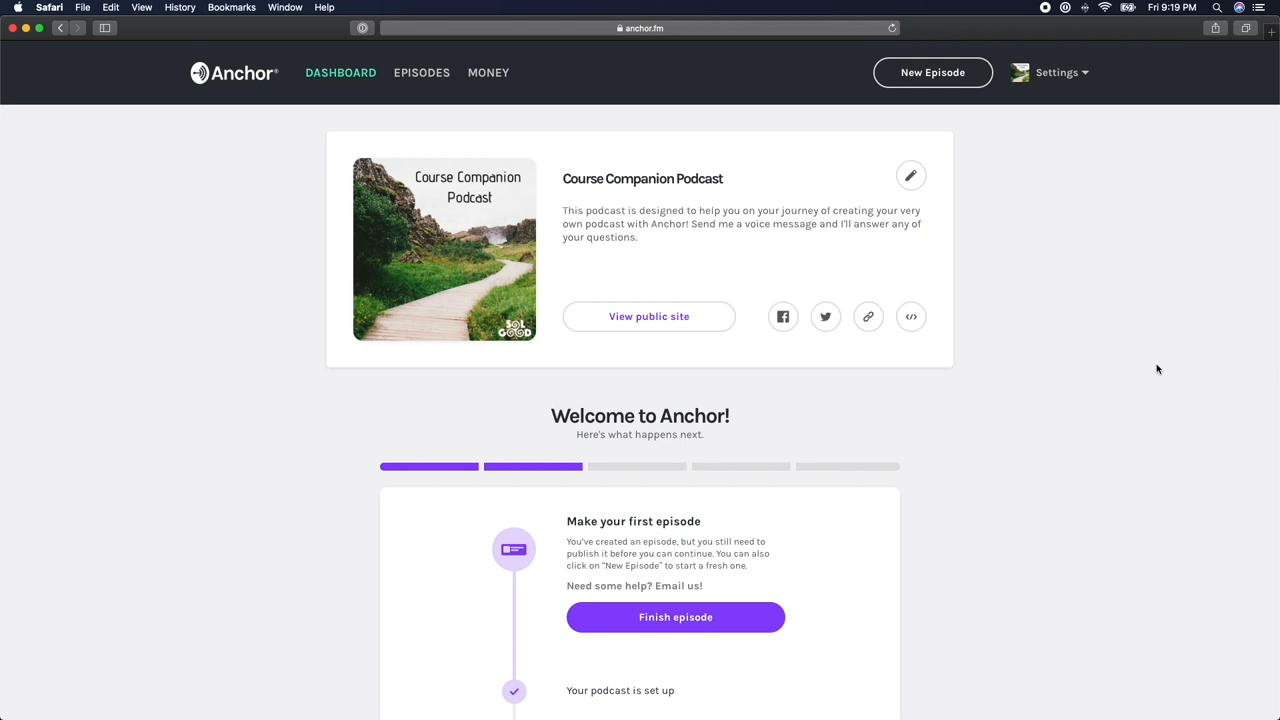 Safari File Edit View History Bookmarks Window Help
Fri 9:19 PM
anchor.fm
Anchor
DASHBOARD EPISODES MONEY
New Episode
Settings
Course Companion
Podcast
SOL
GOOD
Course Companion Podcast
This podcast is designed to help you on your journey of creating your very
own podcast with Anchor! Send me a voice message and I'll answer any of
your questions.
View public site
Welcome to Anchor!
Here's what happens next.
Make your first episode
You've created an episode, but you still need to
publish it before you can continue. You can also
click on "New Episode" to start a fresh one.
Need some help? Email us!
Finish episode
Your podcast is set up